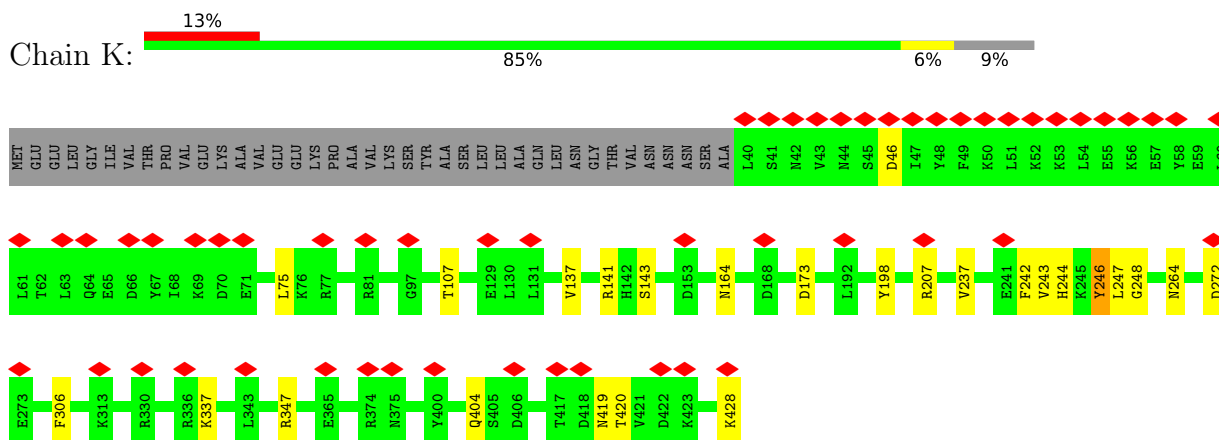 13%
Chain K:
85% 6% 9%
MET GLU GLU LEU GLY ILE VAL THR PRO VAL GLU LYS ALA VAL GLU GLU LYS PRO ALA VAL LYS SER TYR ALA SER LEU LEU ALA GLN LEU ASN GLY THR VAL ASN ASN ASN SER ALA L40 S41 N42 V43 N44 S45 D46 I47 Y48 F49 K50 L51 K52 K53 L54 E55 K56 E57 Y58 E59
L61 T62 L63 Q64 E65 D66 Y67 I68 K69 D70 E71 L75 K76 R77 R81 G97 T107 E129 L130 L131 V137 R141 H142 S143 D153 N164 D168 D173 L192 Y198 R207 V237 E241 F242 V243 H244 K245 Y246 L247 G248 N264 D272
E273 F306 K313 R330 R336 K337 L343 R347 E365 R374 N375 Y400 Q404 S405 D406 T417 D418 N419 T420 V421 D422 K423 K428